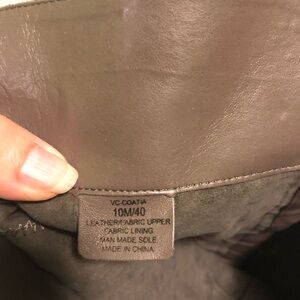 VC-COATIA
10M/40
LEATHER/FABRIC UPPER
FABRIC LINING
MAN MADE SOLE
MADE IN CHINA